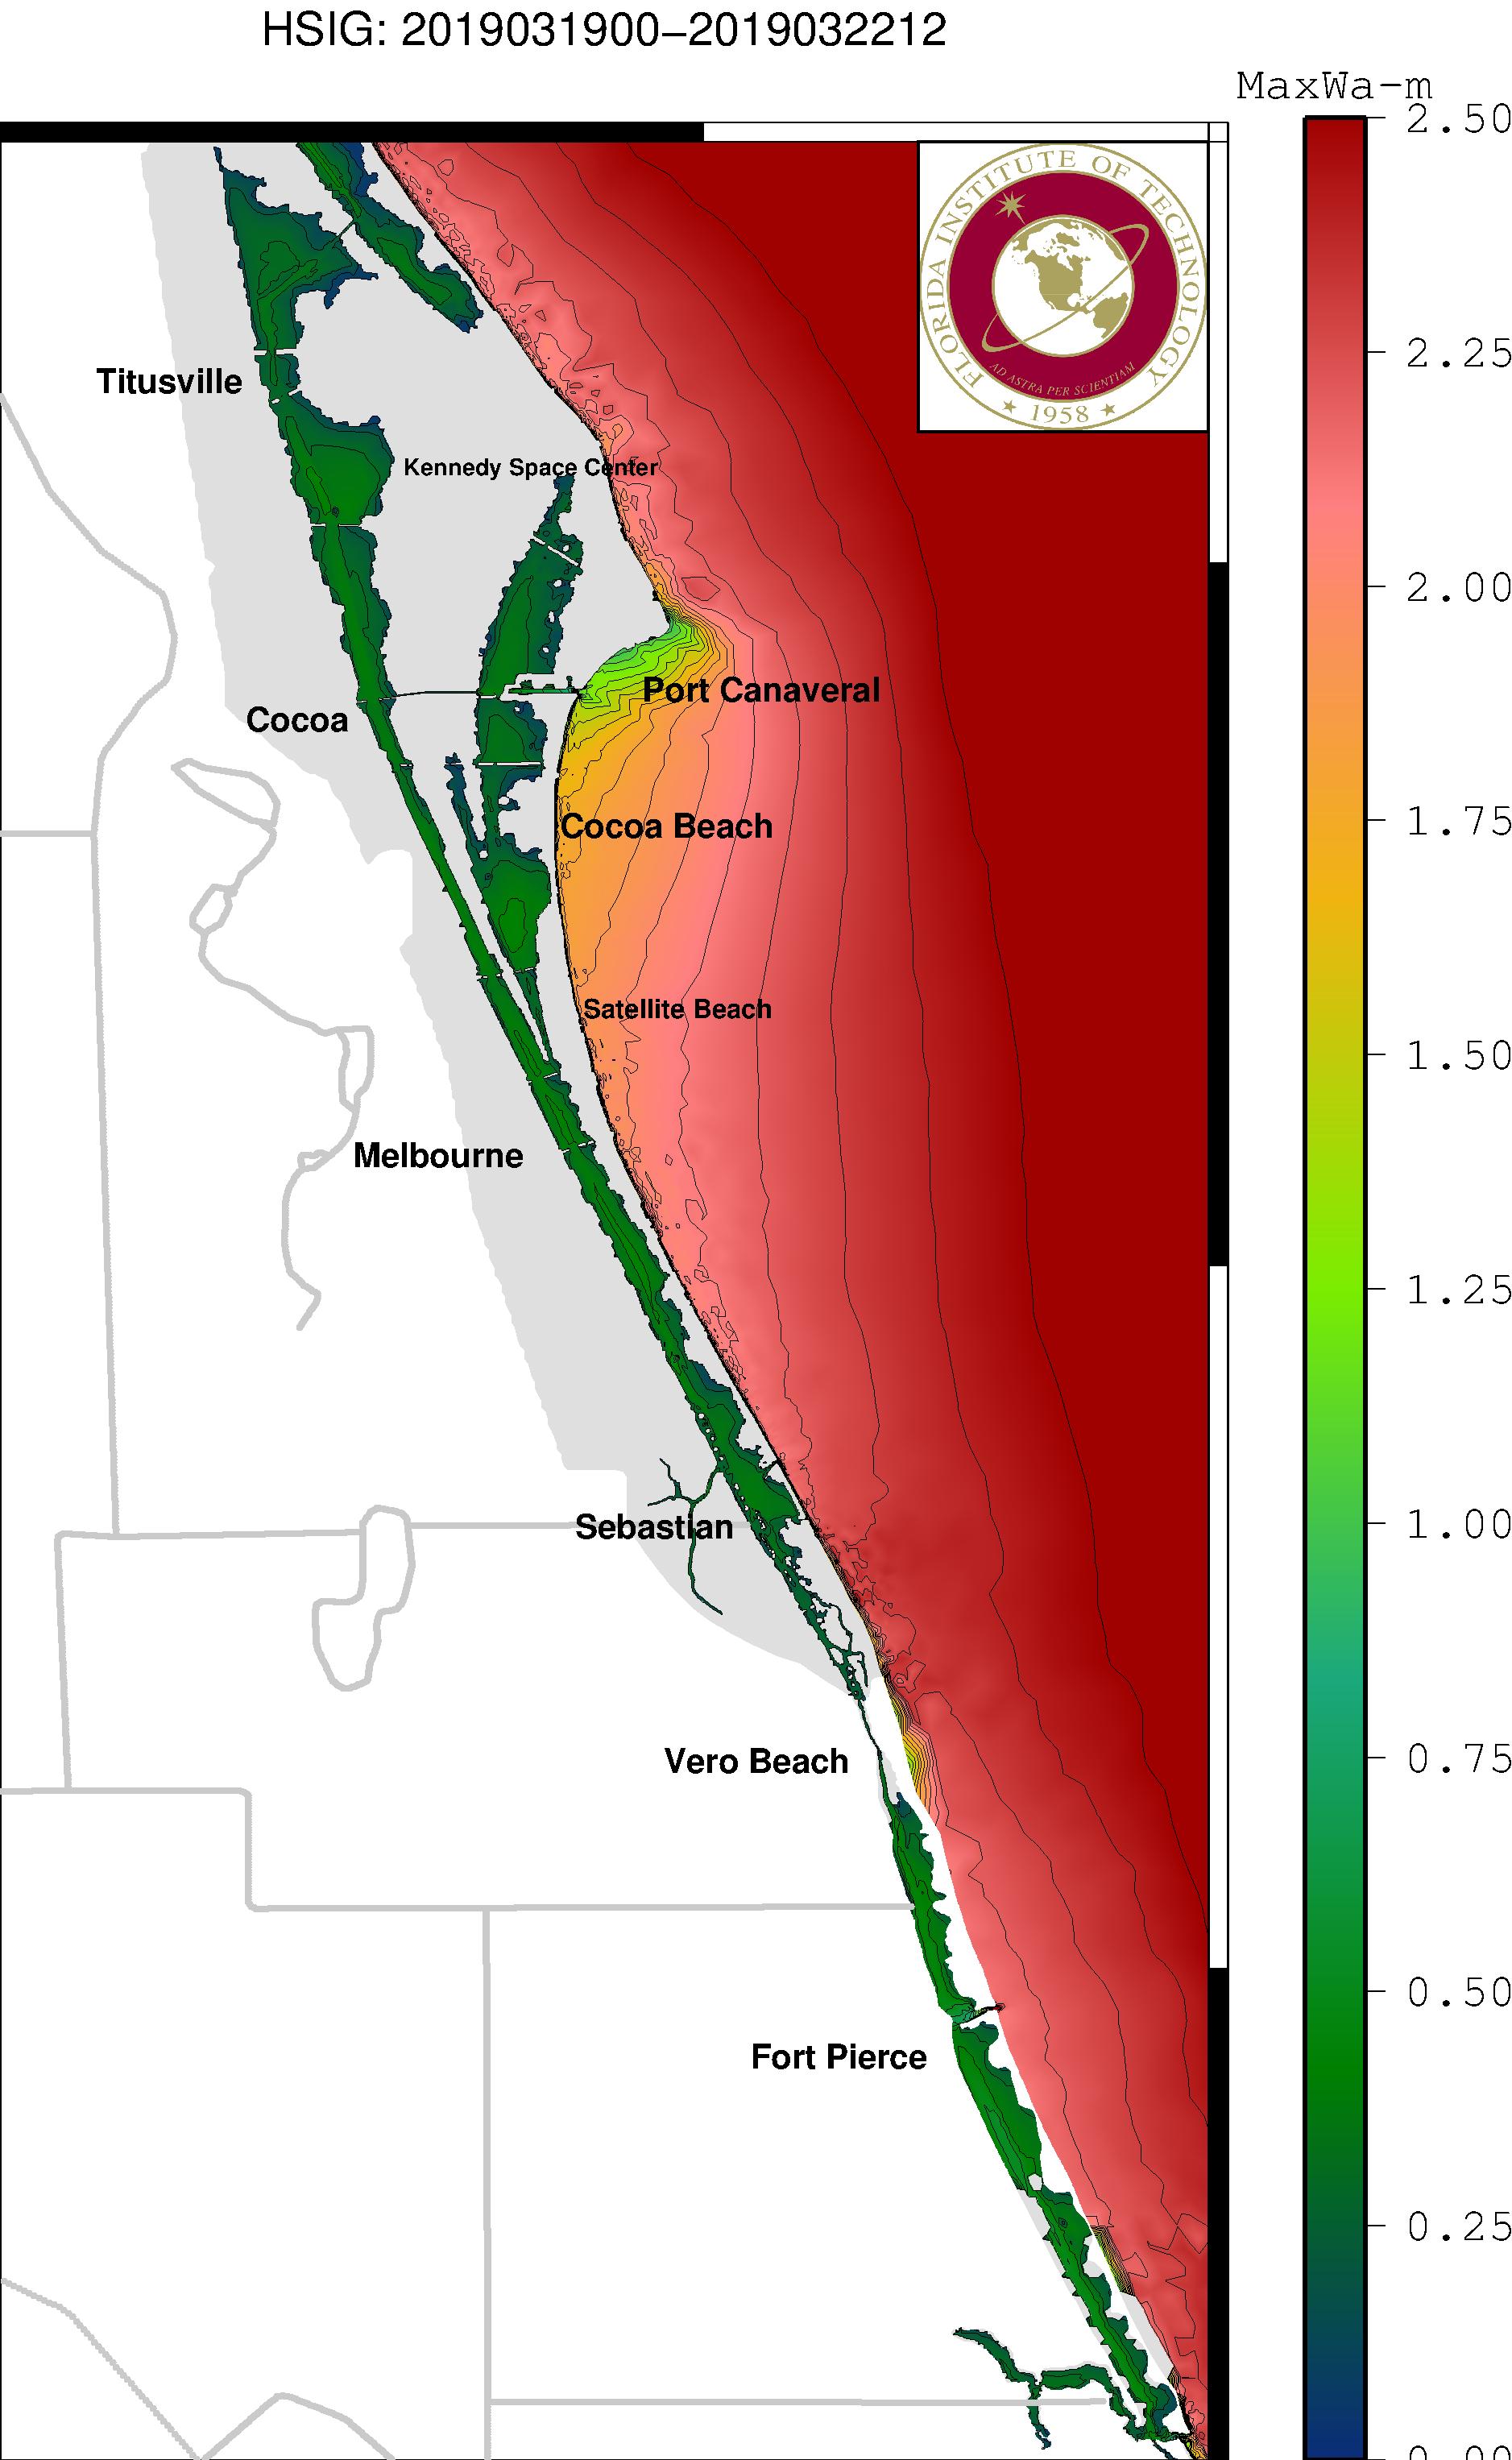 HSIG: 2019031900–2019032212
MaxWa-m
2.50
2.25
2.00
1.75
1.50
1.25
1.00
0.75
0.50
0.25
0.00
FLORIDA INSTITUTE OF TECHNOLOGY
AD ASTRA PER SCIENTIAM
★ 1958 ★
Titusville
Kennedy Space Center
Port Canaveral
Cocoa
Cocoa Beach
Satellite Beach
Melbourne
Sebastian
Vero Beach
Fort Pierce